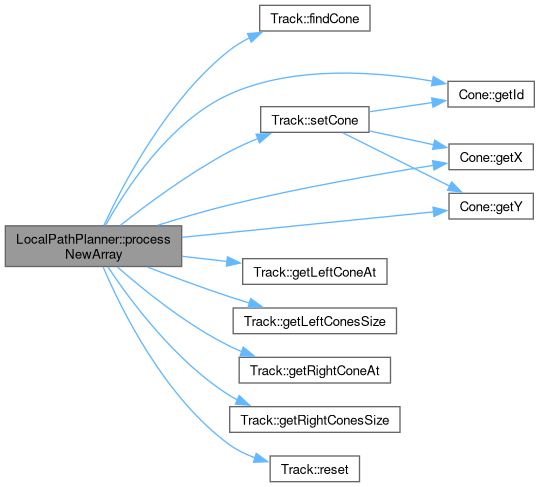 LocalPathPlanner::process
NewArray
Track::findCone
Cone::getId
Track::setCone
Cone::getX
Cone::getY
Track::getLeftConeAt
Track::getLeftConesSize
Track::getRightConeAt
Track::getRightConesSize
Track::reset